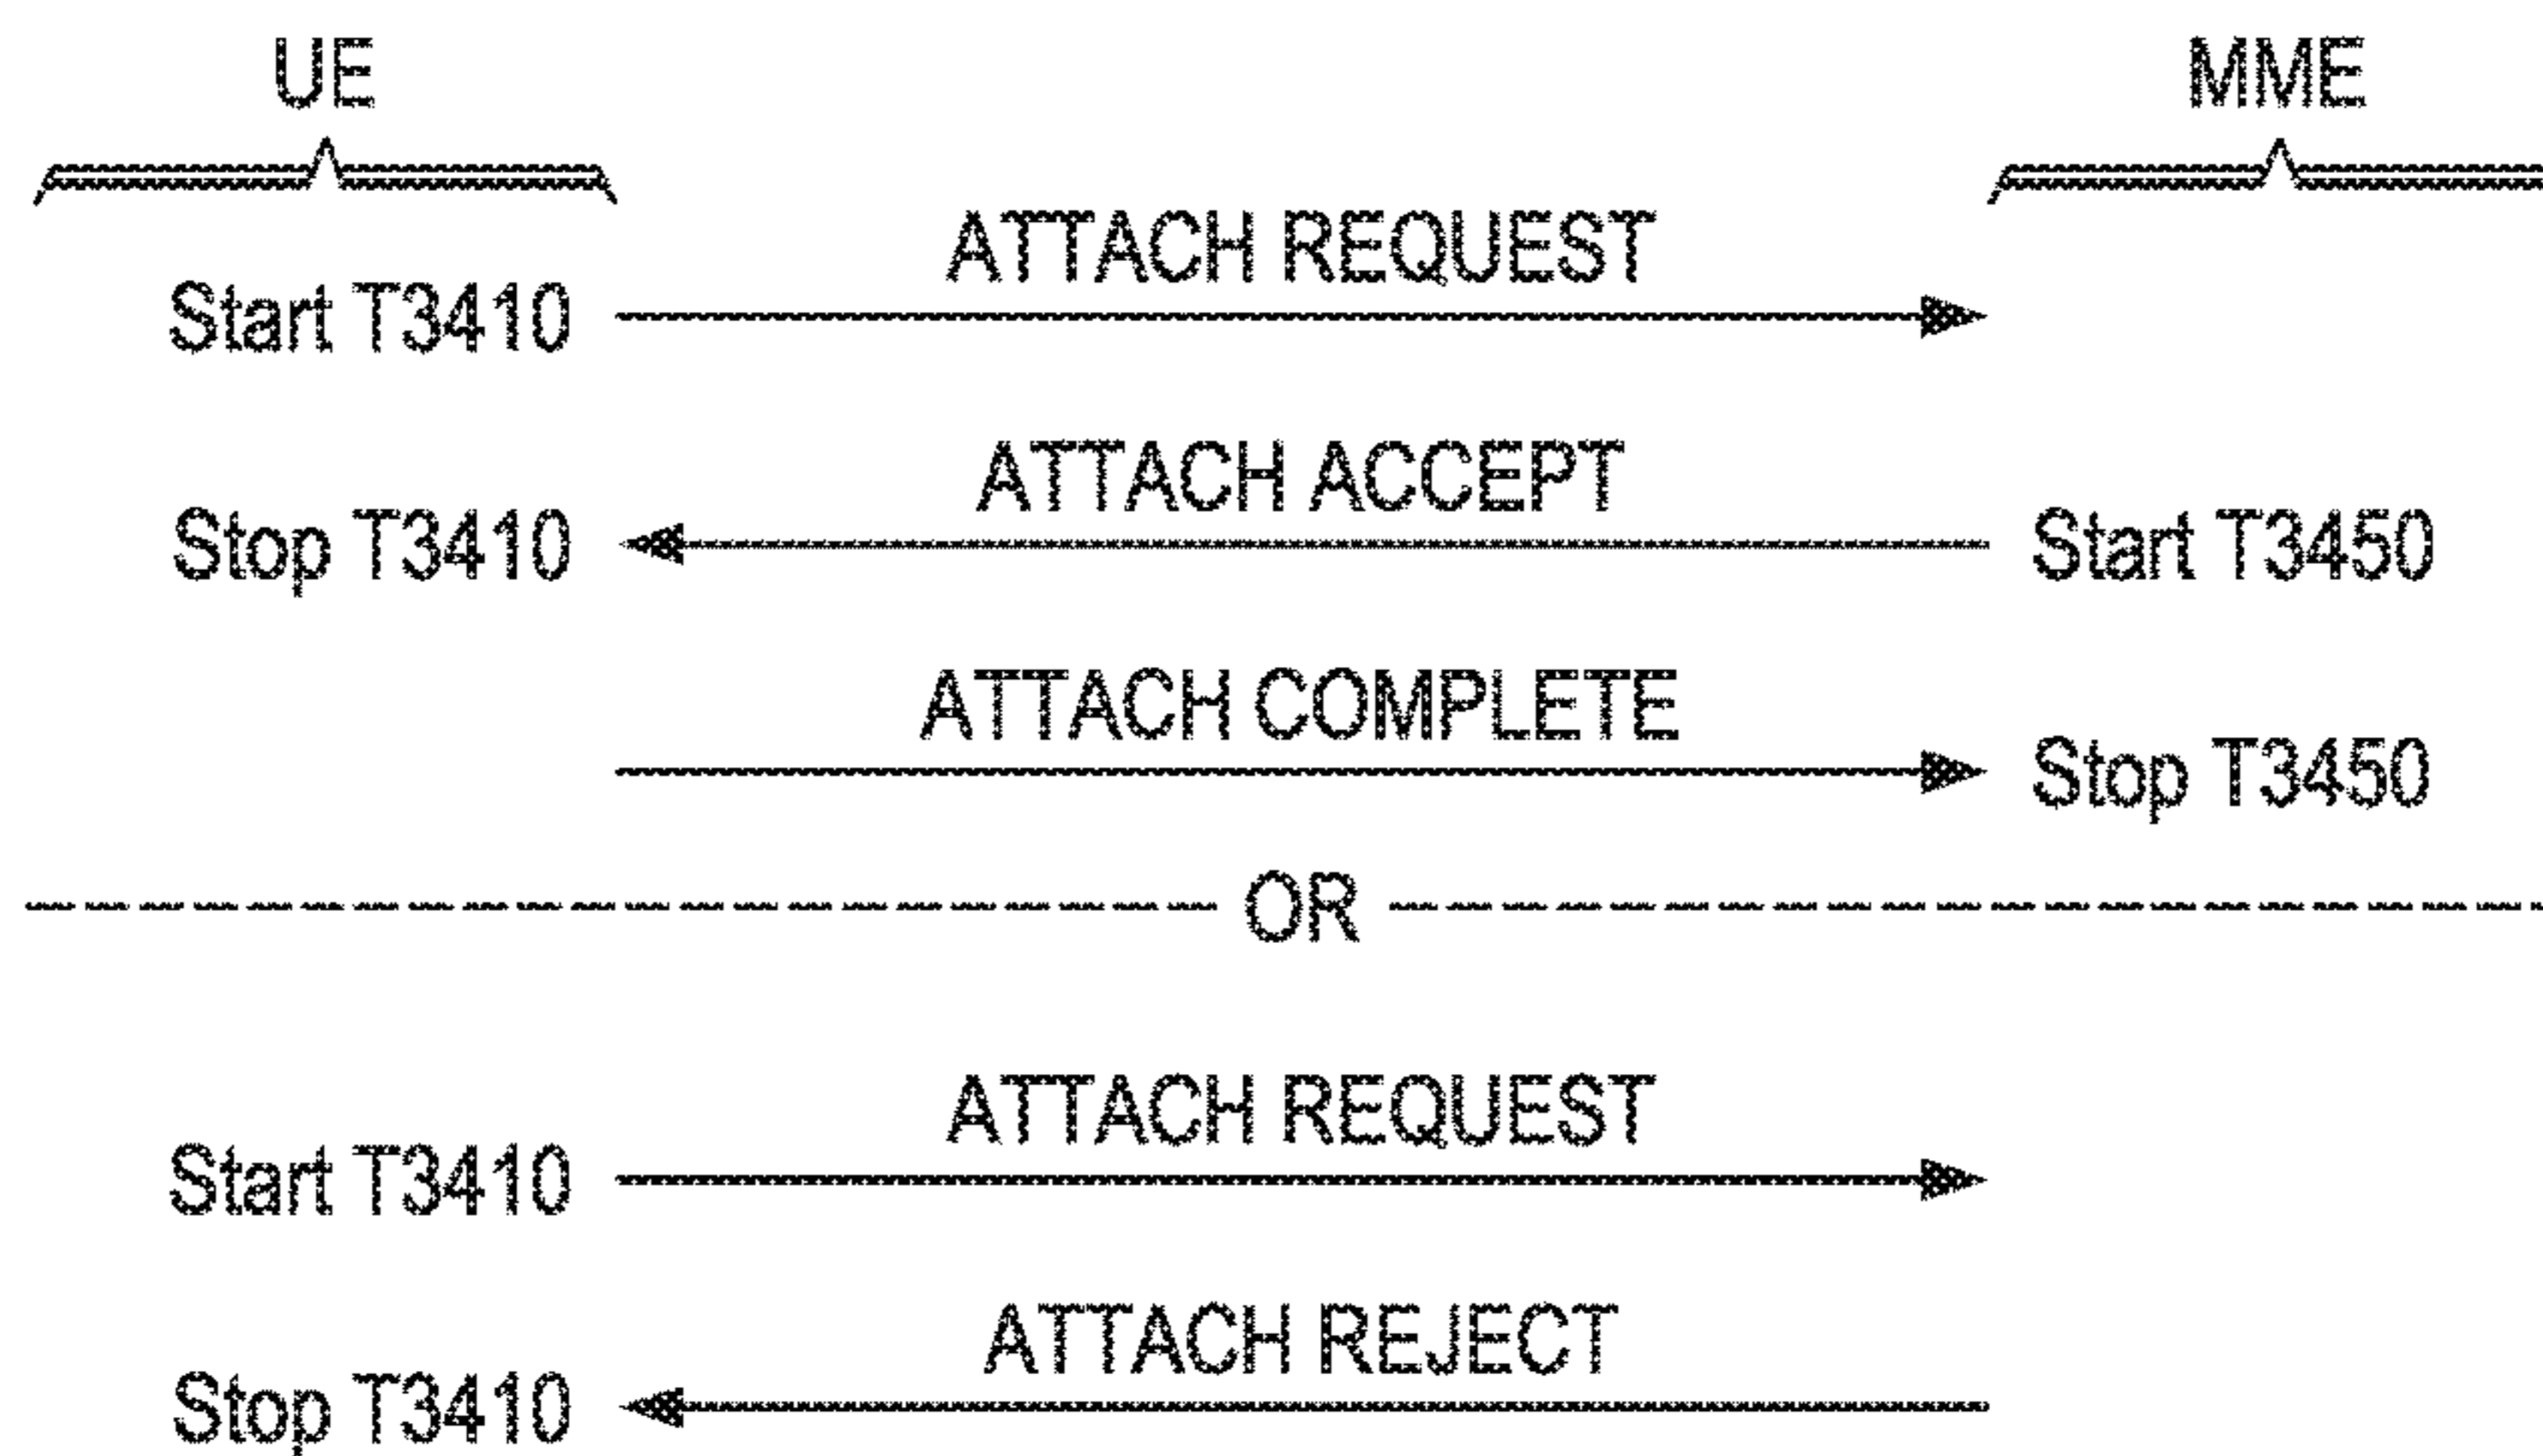 UE MME
ATTACH REQUEST
Start T3410
ATTACH ACCEPT
Stop T3410 Start T3450
ATTACH COMPLETE
Stop T3450
OR
ATTACH REQUEST
Start T3410
ATTACH REJECT
Stop T3410